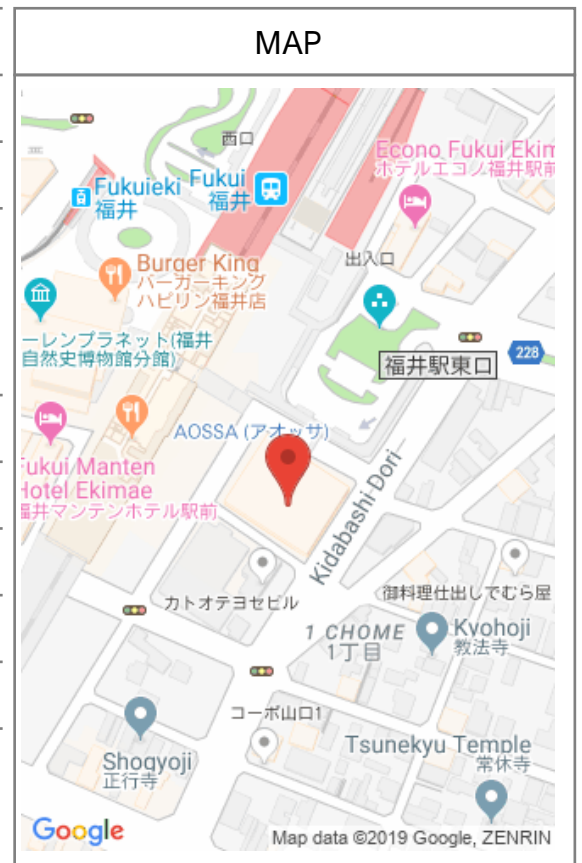 MAP
西口
Econo Fukui Ekim
ホテルエコノ福井駅前
Fukuieki
福井
Fukui
福井
出入口
Burger King
バーガーキング
ハピリン福井店
ーレンプラネット(福井
自然史博物館分館)
228
福井駅東口
AOSSA (アオッサ)
Fukui Manten
Hotel Ekimae
福井マンテンホテル駅前
Kidabashi Dori
カトオテヨセビル
御料理仕出しでむら屋
1 CHOME
1丁目
Kyohoji
教法寺
コーポ山口1
Shogyoji
正行寺
Tsunekyu Temple
常休寺
Google
Map data ©2019 Google, ZENRIN